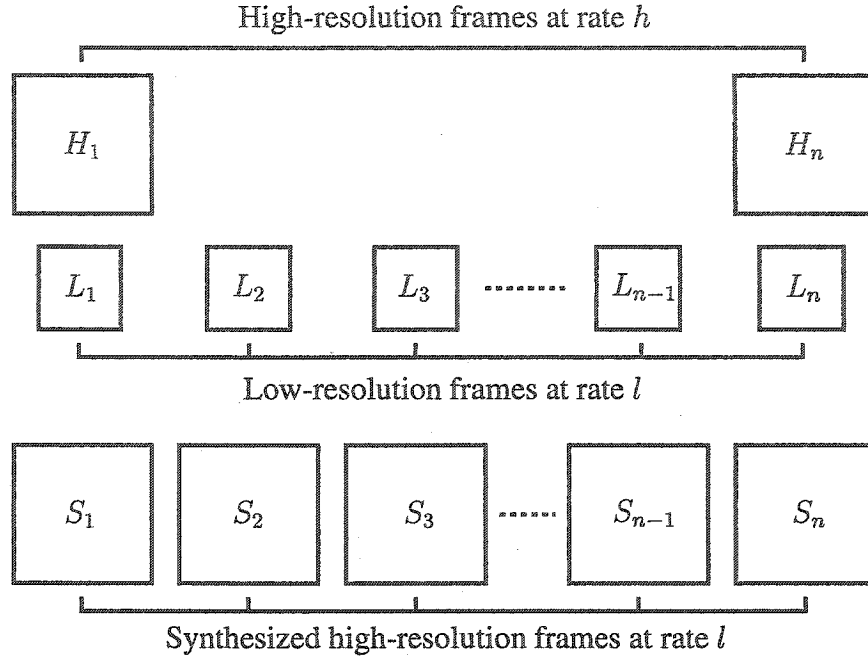 High-resolution frames at rate h
H₁ Hₙ
L₁ L₂ L₃ Lₙ₋₁ Lₙ
Low-resolution frames at rate l
S₁ S₂ S₃ Sₙ₋₁ Sₙ
Synthesized high-resolution frames at rate l